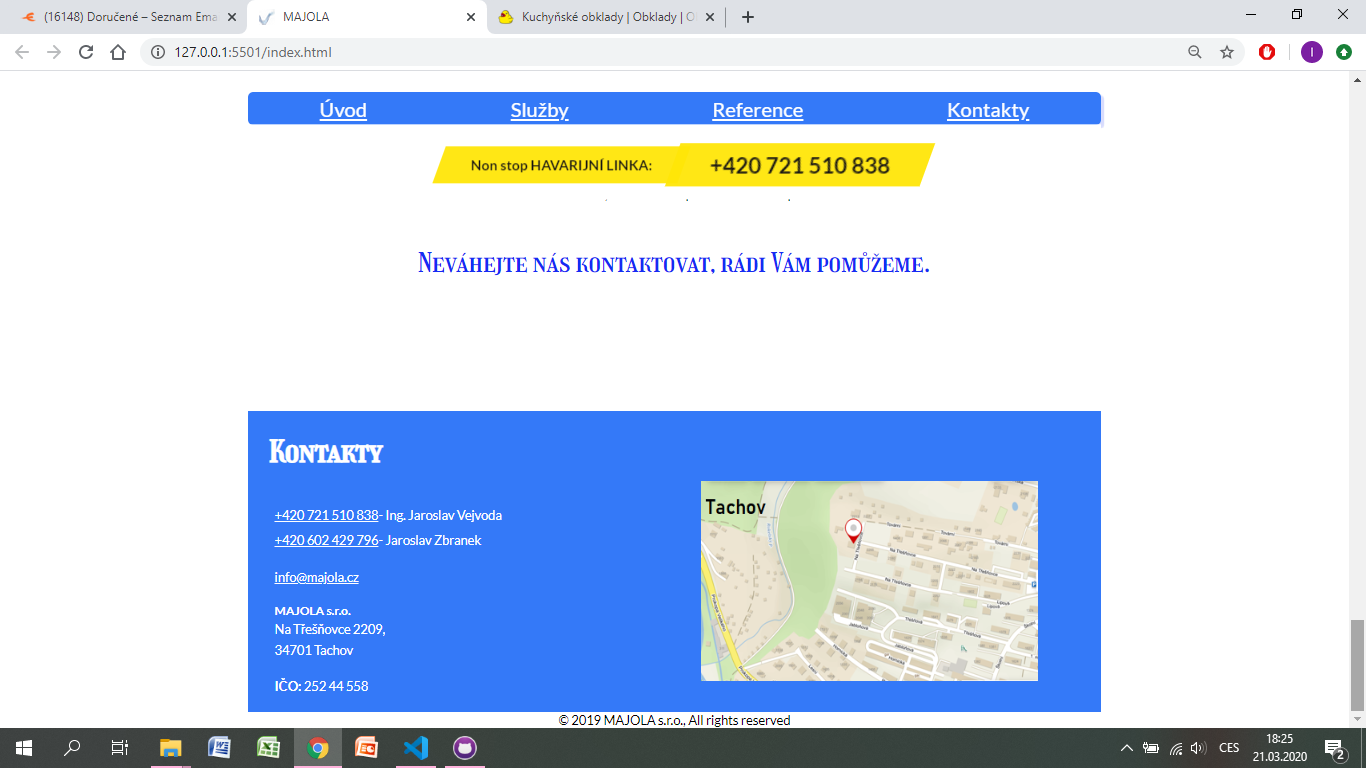 (16148) Doručené – Seznam Ema
MAJOLA
Kuchyňské obklady | Obklady | O
127.0.0.1:5501/index.html
Úvod Služby Reference Kontakty
Non stop HAVARIJNÍ LINKA: +420 721 510 838
Neváhejte nás kontaktovat, rádi Vám pomůžeme.
Kontakty
+420 721 510 838- Ing. Jaroslav Vejvoda
+420 602 429 796- Jaroslav Zbranek
info@majola.cz
MAJOLA s.r.o.
Na Třešňovce 2209,
34701 Tachov
IČO: 252 44 558
Tachov
© 2019 MAJOLA s.r.o., All rights reserved
CES
18:25
21.03.2020
2